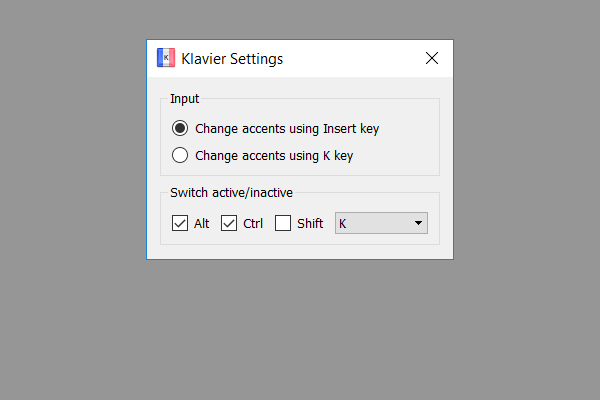 K Klavier Settings
Input
Change accents using Insert key
Change accents using K key
Switch active/inactive
Alt Ctrl Shift K